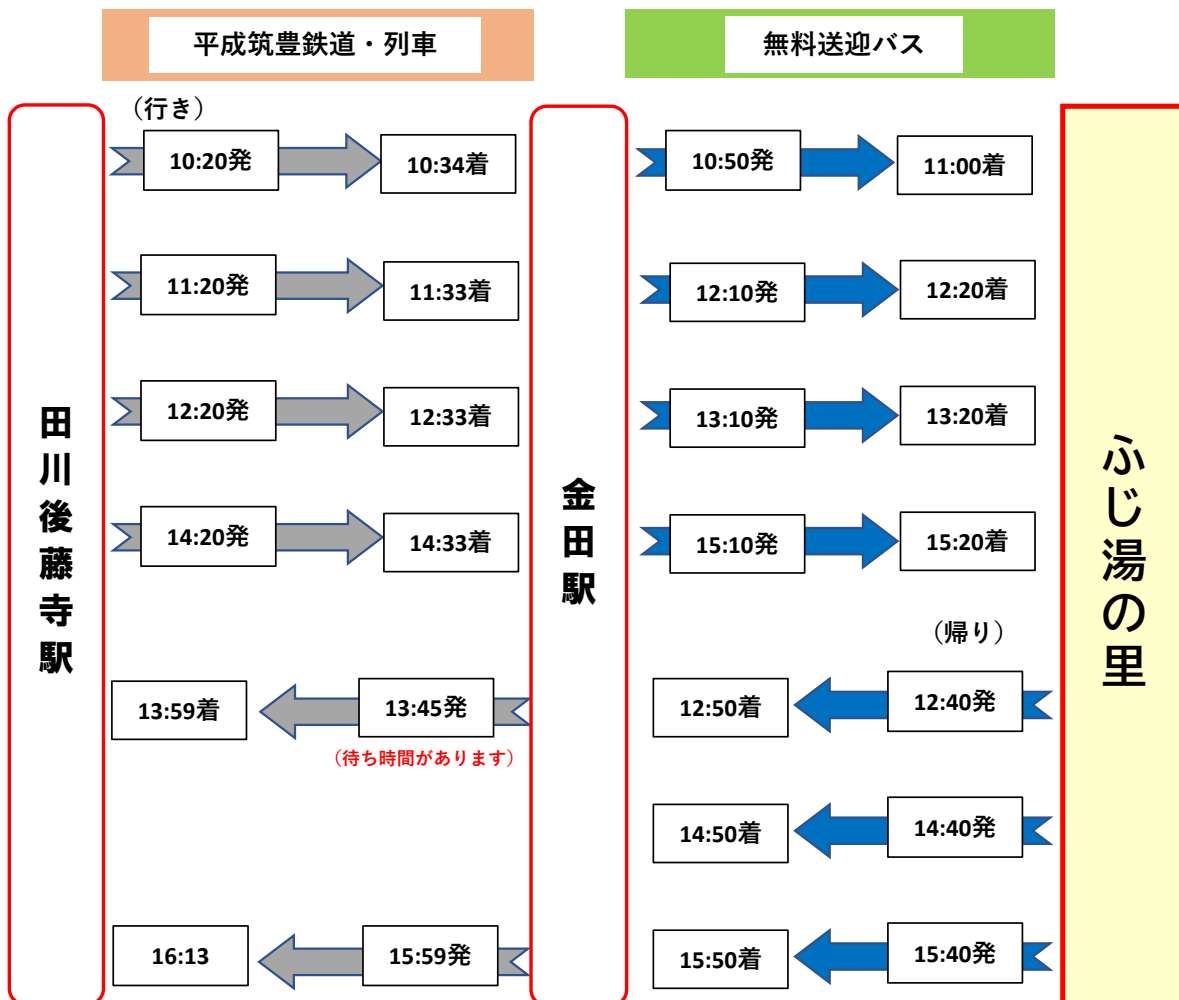 平成筑豊鉄道・列車
無料送迎バス
（行き）
10:20発
10:34着
10:50発
11:00着
11:20発
11:33着
12:10発
12:20着
12:20発
12:33着
13:10発
13:20着
14:20発
14:33着
15:10発
15:20着
田川後藤寺駅
金田駅
ふじ湯の里
（帰り）
13:59着
13:45発
12:50着
12:40発
（待ち時間があります）
14:50着
14:40発
16:13
15:59発
15:50着
15:40発